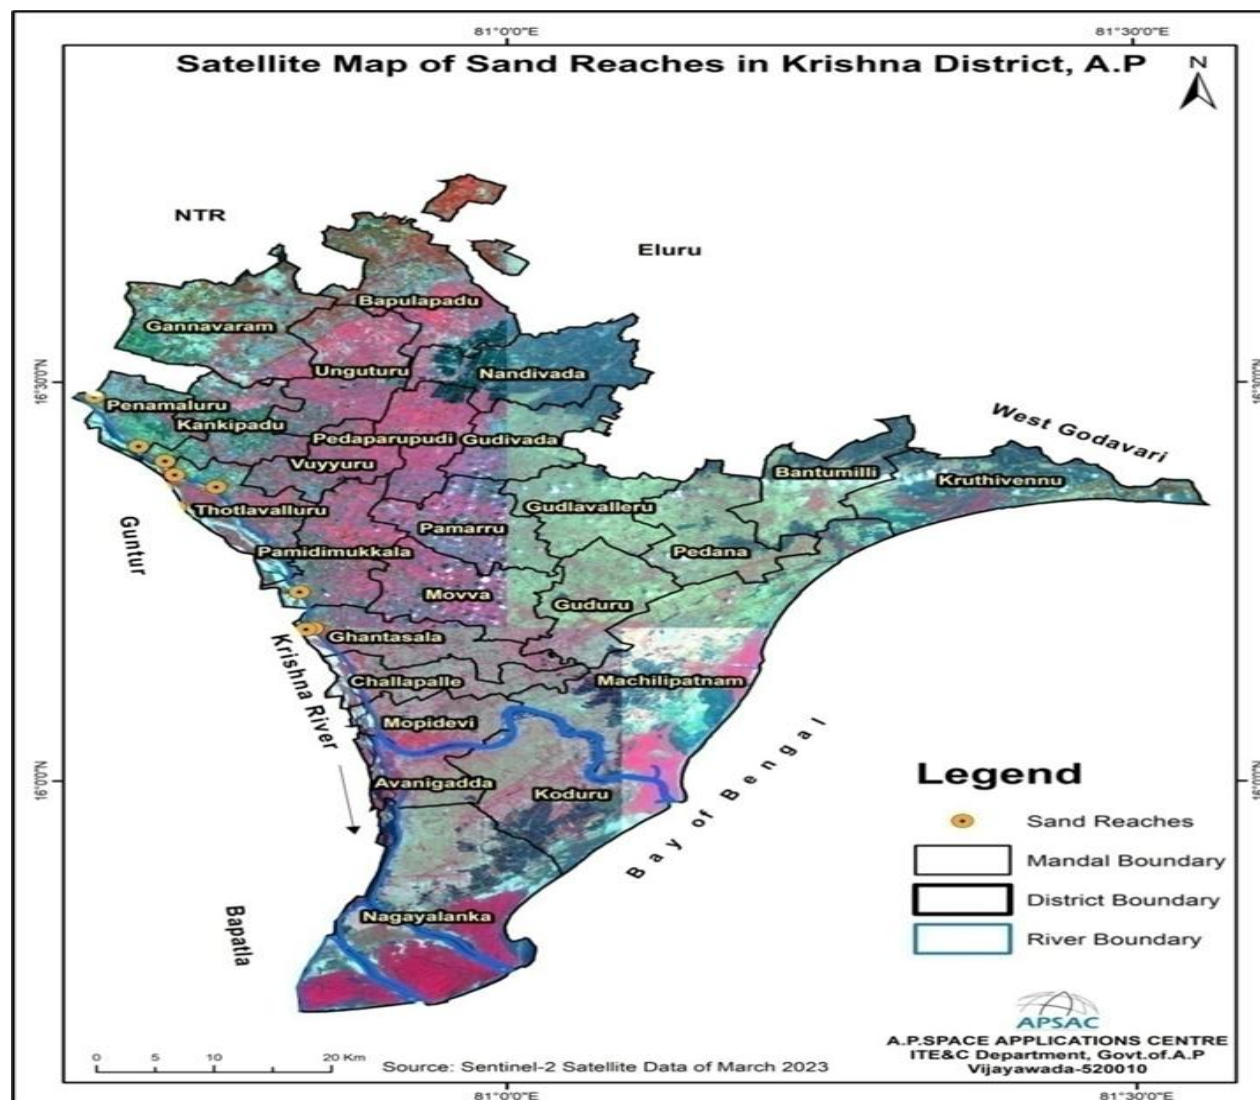 81°0'0"E
81°30'0"E
Satellite Map of Sand Reaches in Krishna District, A.P
N
NTR
Eluru
Bapulapadu
Gannavaram
Unguturu
Nandivada
16°30'0"N
Penamaluru
Kankipadu
West Godavari
Pedaparupudi
Gudivada
Vuyyuru
Bantumilli
Kruthivennu
Thotlavalluru
Gudlavalleru
Guntur
Pamarru
Pamidimukkala
Pedana
Movva
Guduru
Ghantasala
Krishna River
Challapalle
Machilipatnam
Mopidevi
Avanigadda
Koduru
16°0'0"N
Bay of Bengal
Nagayalanka
Bapatla
Legend
Sand Reaches
Mandal Boundary
District Boundary
River Boundary
APSAC
A.P.SPACE APPLICATIONS CENTRE
ITE&C Department, Govt.of.A.P
Vijayawada-520010
0 5 10 20 Km
Source: Sentinel-2 Satellite Data of March 2023
81°0'0"E
81°30'0"E